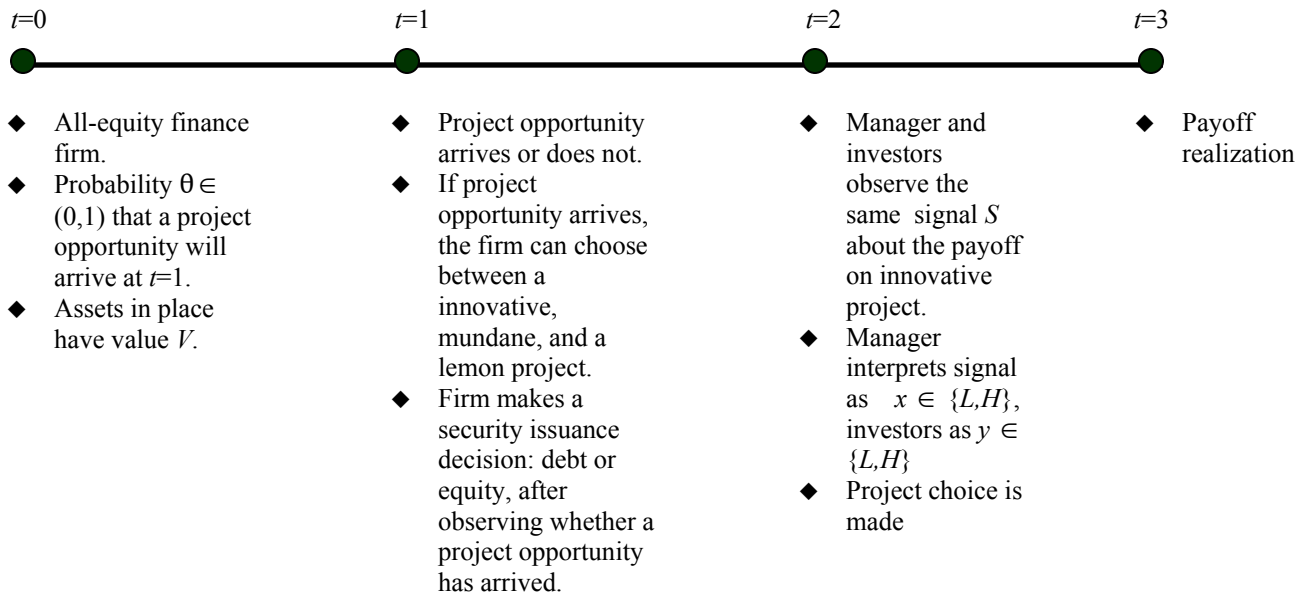 t=0
t=1
t=2
t=3
◆ All-equity finance
firm.
◆ Probability θ ∈
(0,1) that a project
opportunity will
arrive at t=1.
◆ Assets in place
have value V.
◆ Project opportunity
arrives or does not.
◆ If project
opportunity arrives,
the firm can choose
between a
innovative,
mundane, and a
lemon project.
◆ Firm makes a
security issuance
decision: debt or
equity, after
observing whether a
project opportunity
has arrived.
◆ Manager and
investors
observe the
same signal S
about the payoff
on innovative
project.
◆ Manager
interprets signal
as x ∈ {L,H},
investors as y ∈
{L,H}
◆ Project choice is
made
◆ Payoff
realization